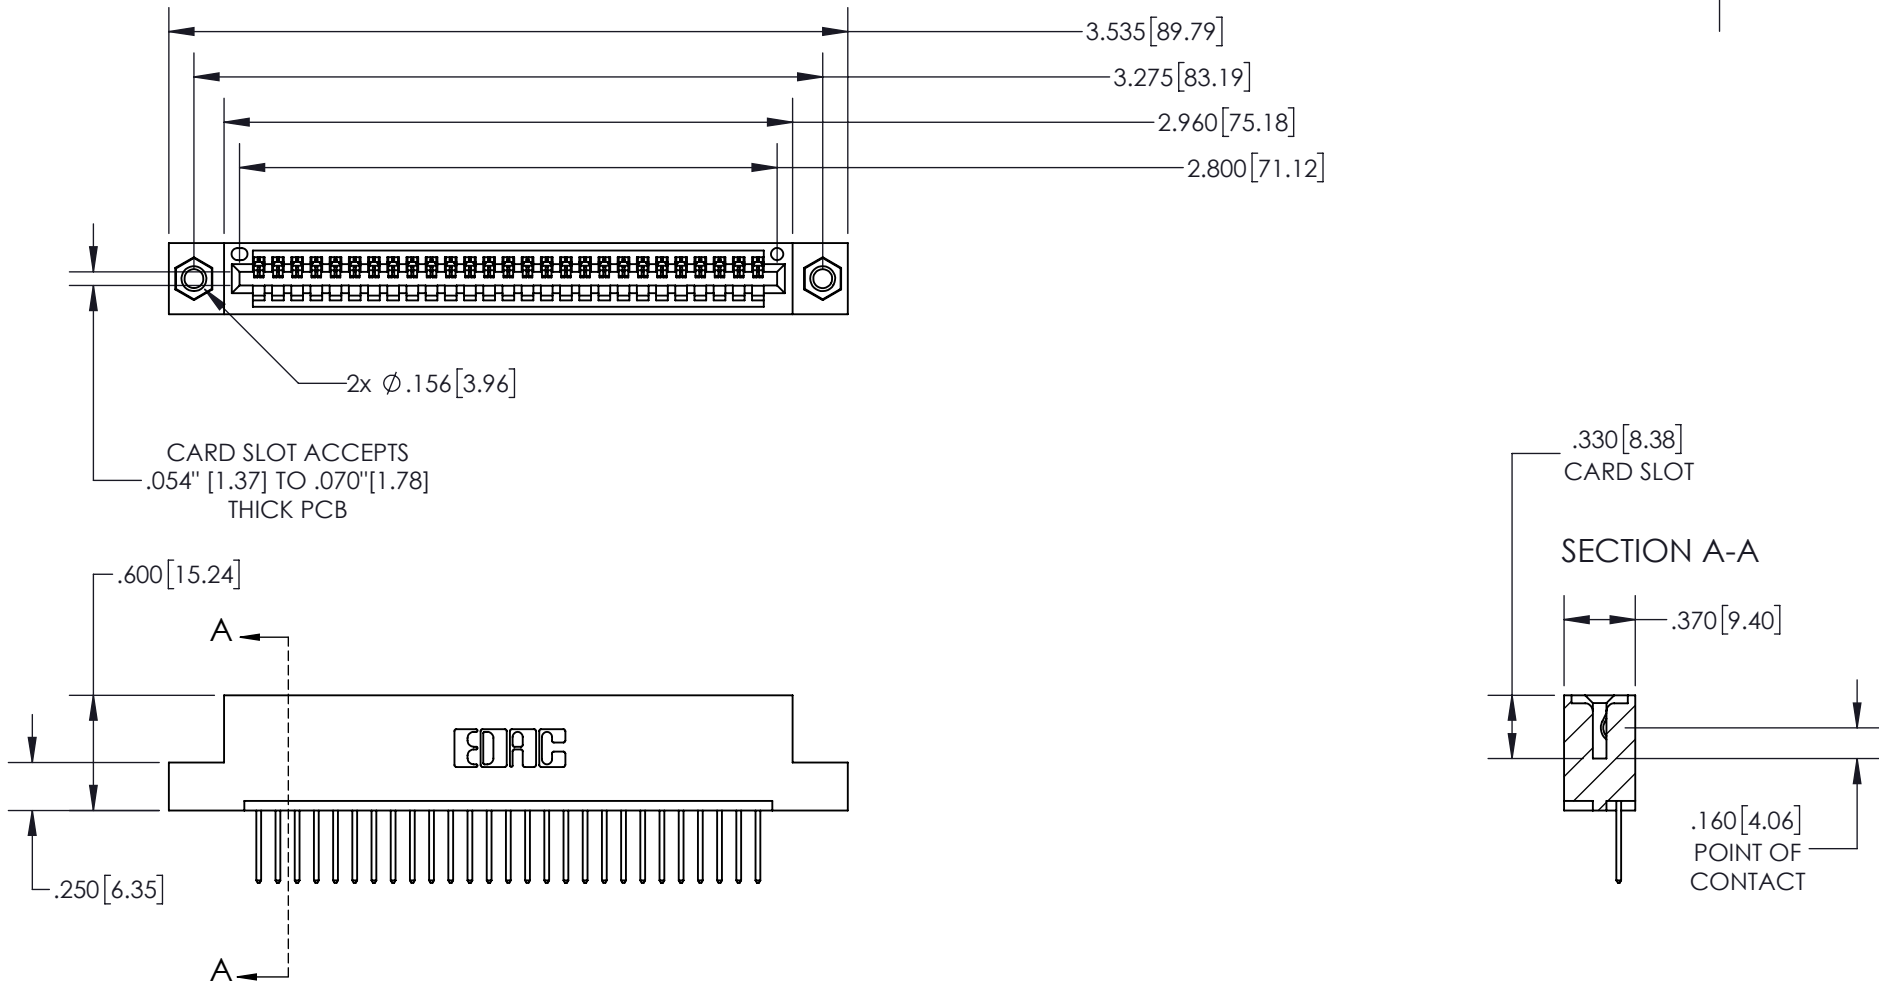 3.535[89.79]
3.275[83.19]
2.960[75.18]
2.800[71.12]
2x ∅.156[3.96]
CARD SLOT ACCEPTS
.054" [1.37] TO .070"[1.78]
THICK PCB
.330[8.38]
CARD SLOT
SECTION A-A
.600[15.24]
.370[9.40]
A
EDAC
.250[6.35]
.160[4.06]
POINT OF
CONTACT
A